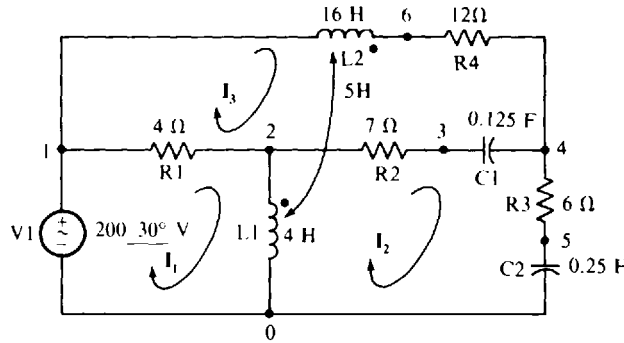 16 H 6 12Ω
L2 R4
5H
I₃
4 Ω 2 7 Ω 3 0.125 F
1 4
R1 R2 C1
R3 6 Ω
V1 200 30° V L1 4 H I₂
I₁ 5
C2 0.25 F
0